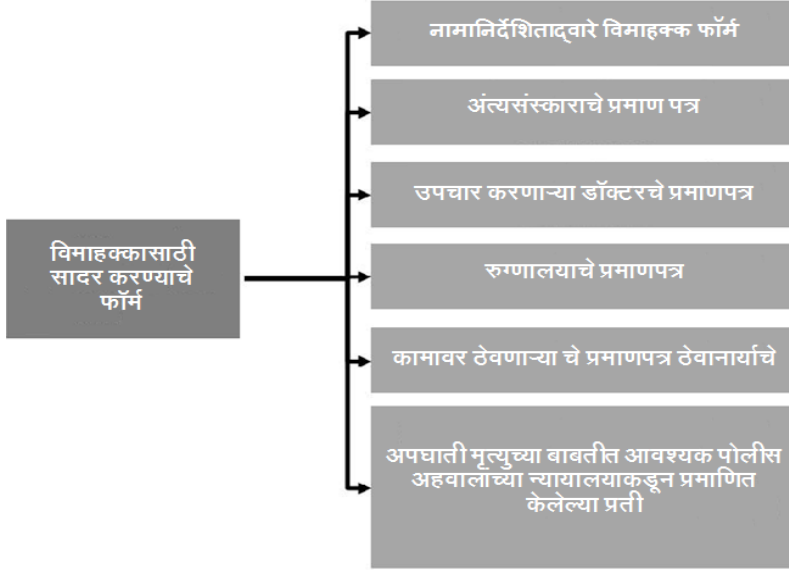 नामानिर्देशिताद्वारे विमाहक्क फॉर्म
अंत्यसंस्काराचे प्रमाण पत्र
उपचार करणाऱ्या डॉक्टरचे प्रमाणपत्र
विमाहक्कासाठी
सादर करण्याचे
फॉर्म
रुग्णालयाचे प्रमाणपत्र
कामावर ठेवणाऱ्या चे प्रमाणपत्र ठेवानार्याचे
अपघाती मृत्युच्या बाबतीत आवश्यक पोलीस
अहवालांच्या न्यायालयाकडून प्रमाणित
केलेल्या प्रती